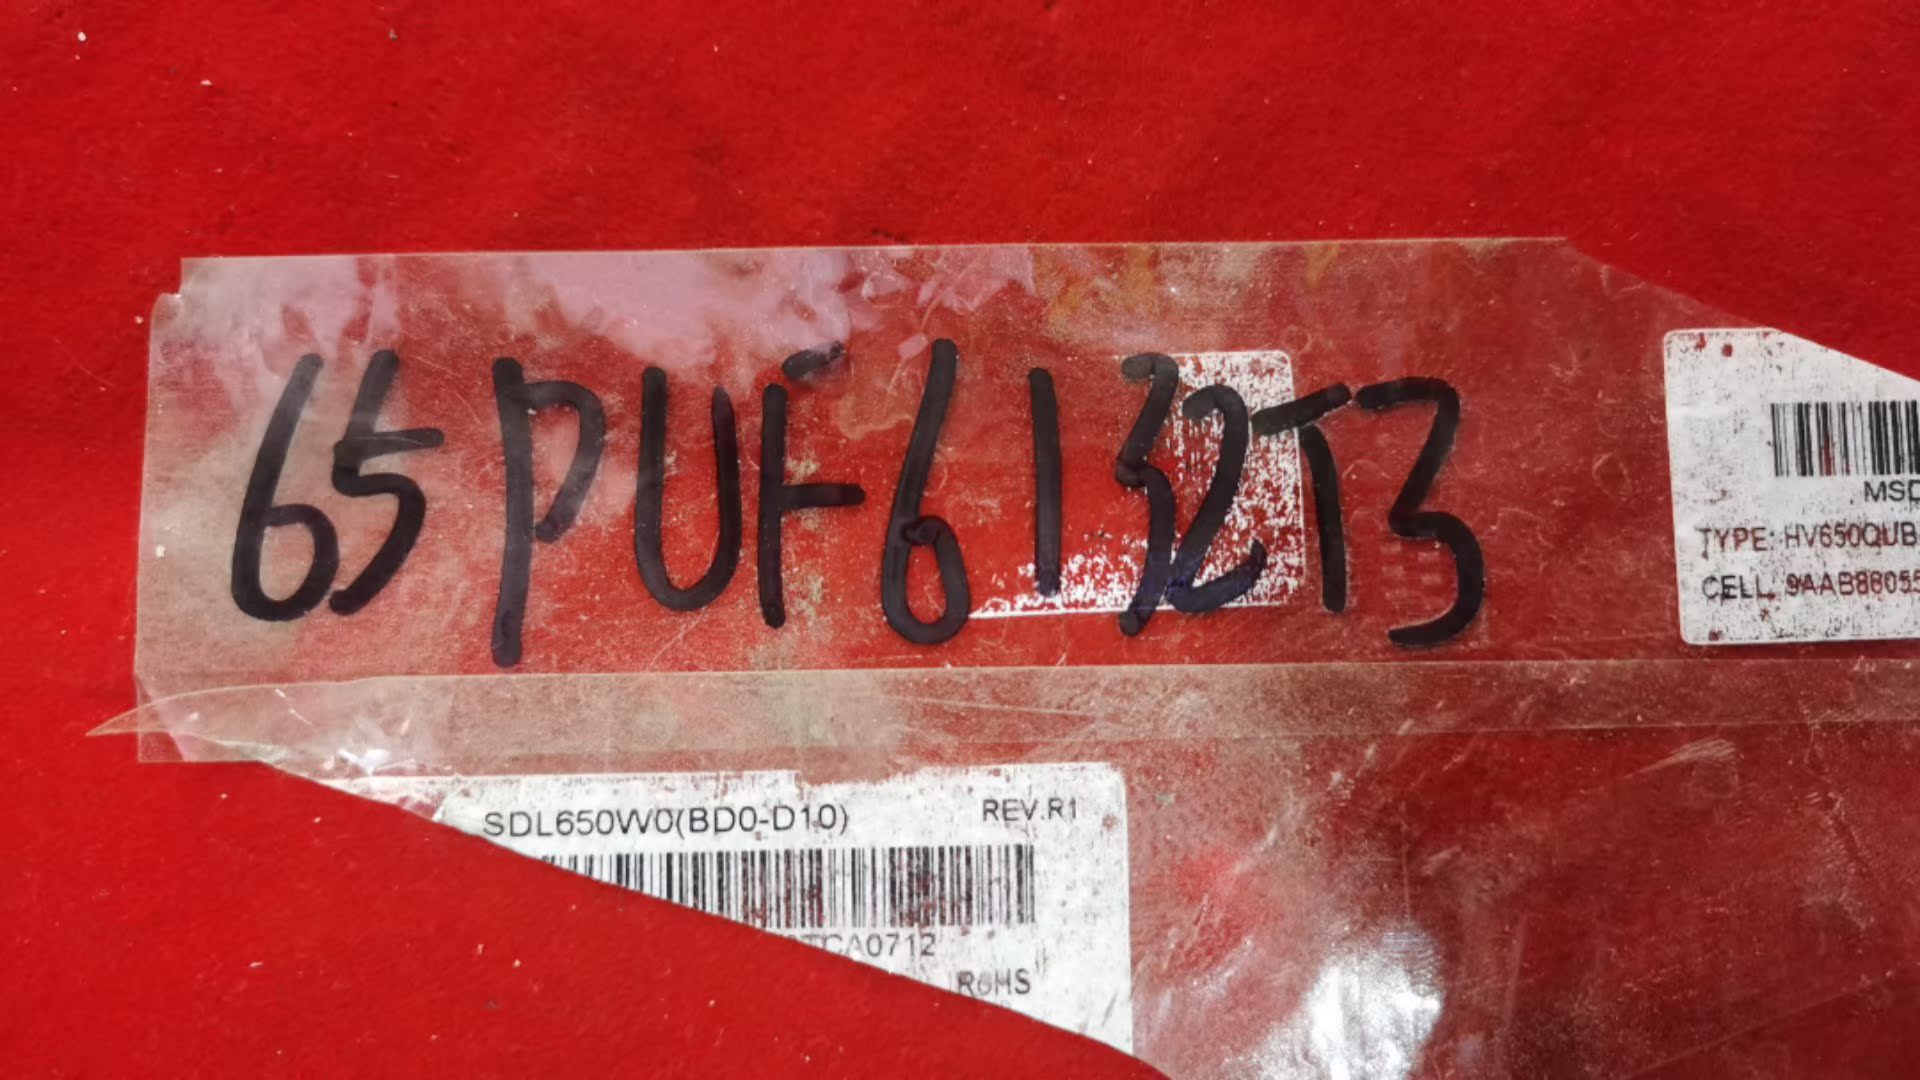 65PUF6132T3
MSD
TYPE: HV650QUB
CELL. 9AAB88055
SDL650W0(BD0-D10) REV.R1
TCA0712
RoHS